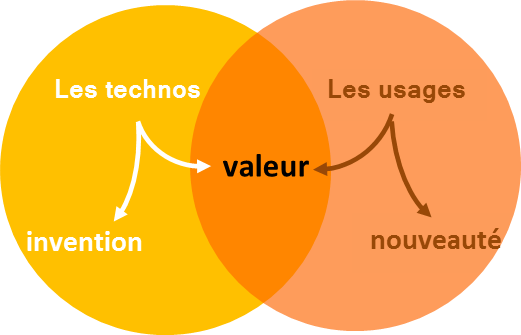 Les technos
Les usages
valeur
invention
nouveauté